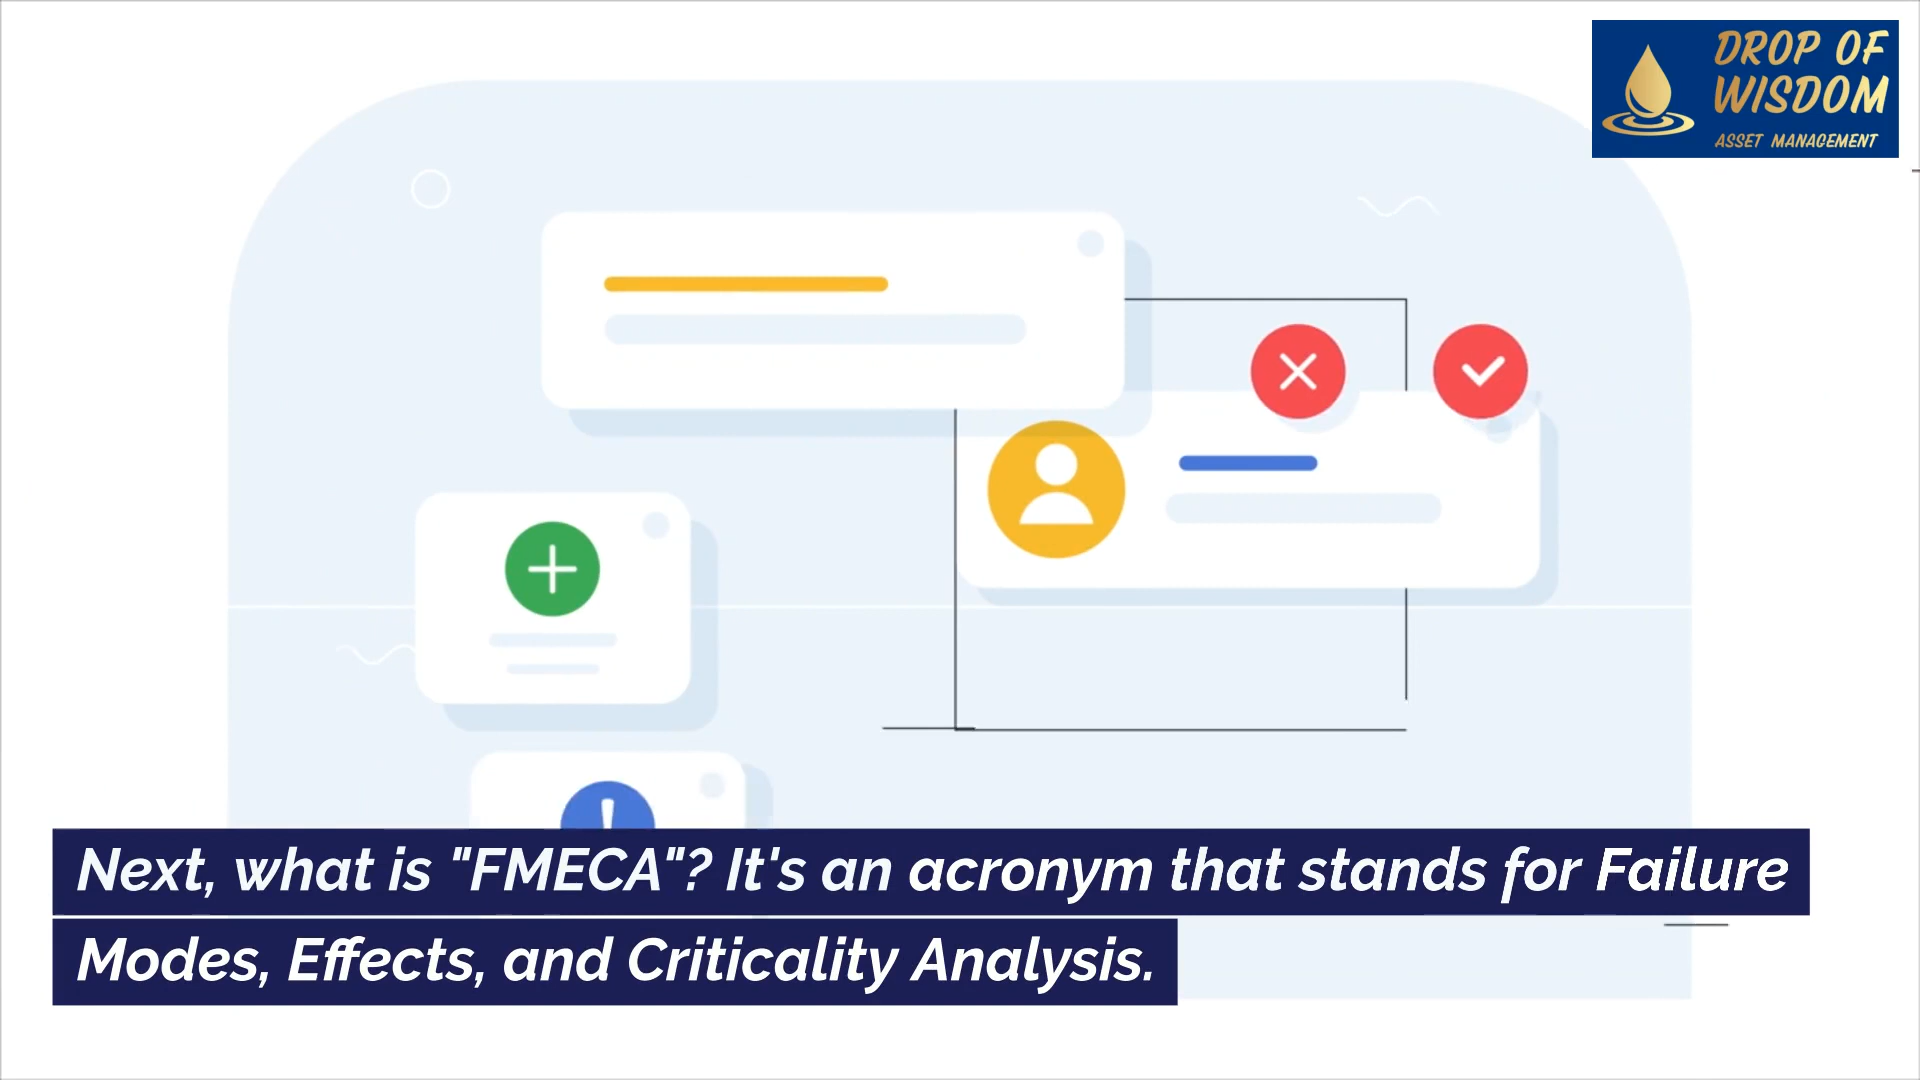 DROP OF
WISDOM
ASSET MANAGEMENT
Next, what is "FMECA"? It's an acronym that stands for Failure
Modes, Effects, and Criticality Analysis.